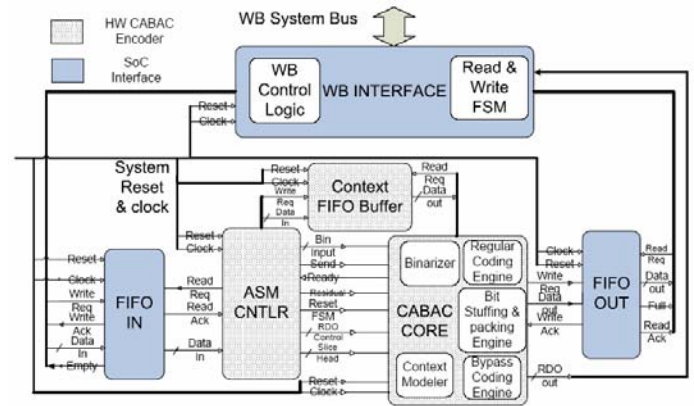 HW CABAC
Encoder
SoC
Interface
WB System Bus
WB
Control
Logic
WB INTERFACE
Read &
Write
FSM
Reset
Clock
System
Reset
& clock
Reset
Clock
Write
Req
Data
In
Context
FIFO Buffer
Read
Req
Data
out
Reset
Clock
Write
Req
Write
Ack
Data
In
Empty
FIFO
IN
Read
Req
Read
Ack
Data
In
Reset
Clock
ASM
CNTLR
Bin
Input
Send
Ready
Residual
Reset
FSM
RDO
Control
Slice
Head
Reset
Clock
Binarizer
Regular
Coding
Engine
CABAC
CORE
Bit
Stuffing &
packing
Engine
Context
Modeler
Bypass
Coding
Engine
Clock
Reset
Write
Req
Data
out
Write
Ack
RDO
out
FIFO
OUT
Read
Req
Data
out
Full
Read
Ack